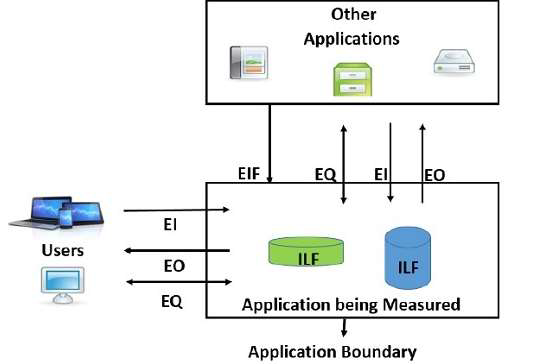 Other
Applications
EIF
EQ
EI
EO
EI
Users
EO
EQ
ILF
ILF
Application being Measured
Application Boundary